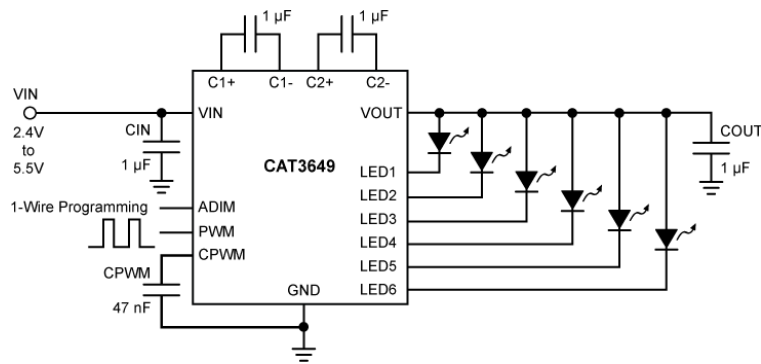 1 µF
1 µF
C1+
C1-
C2+
C2-
VIN
2.4V
to
5.5V
VIN
VOUT
CIN
1 µF
CAT3649
COUT
1 µF
LED1
LED2
LED3
LED4
LED5
LED6
1-Wire Programming
ADIM
PWM
CPWM
CPWM
47 nF
GND